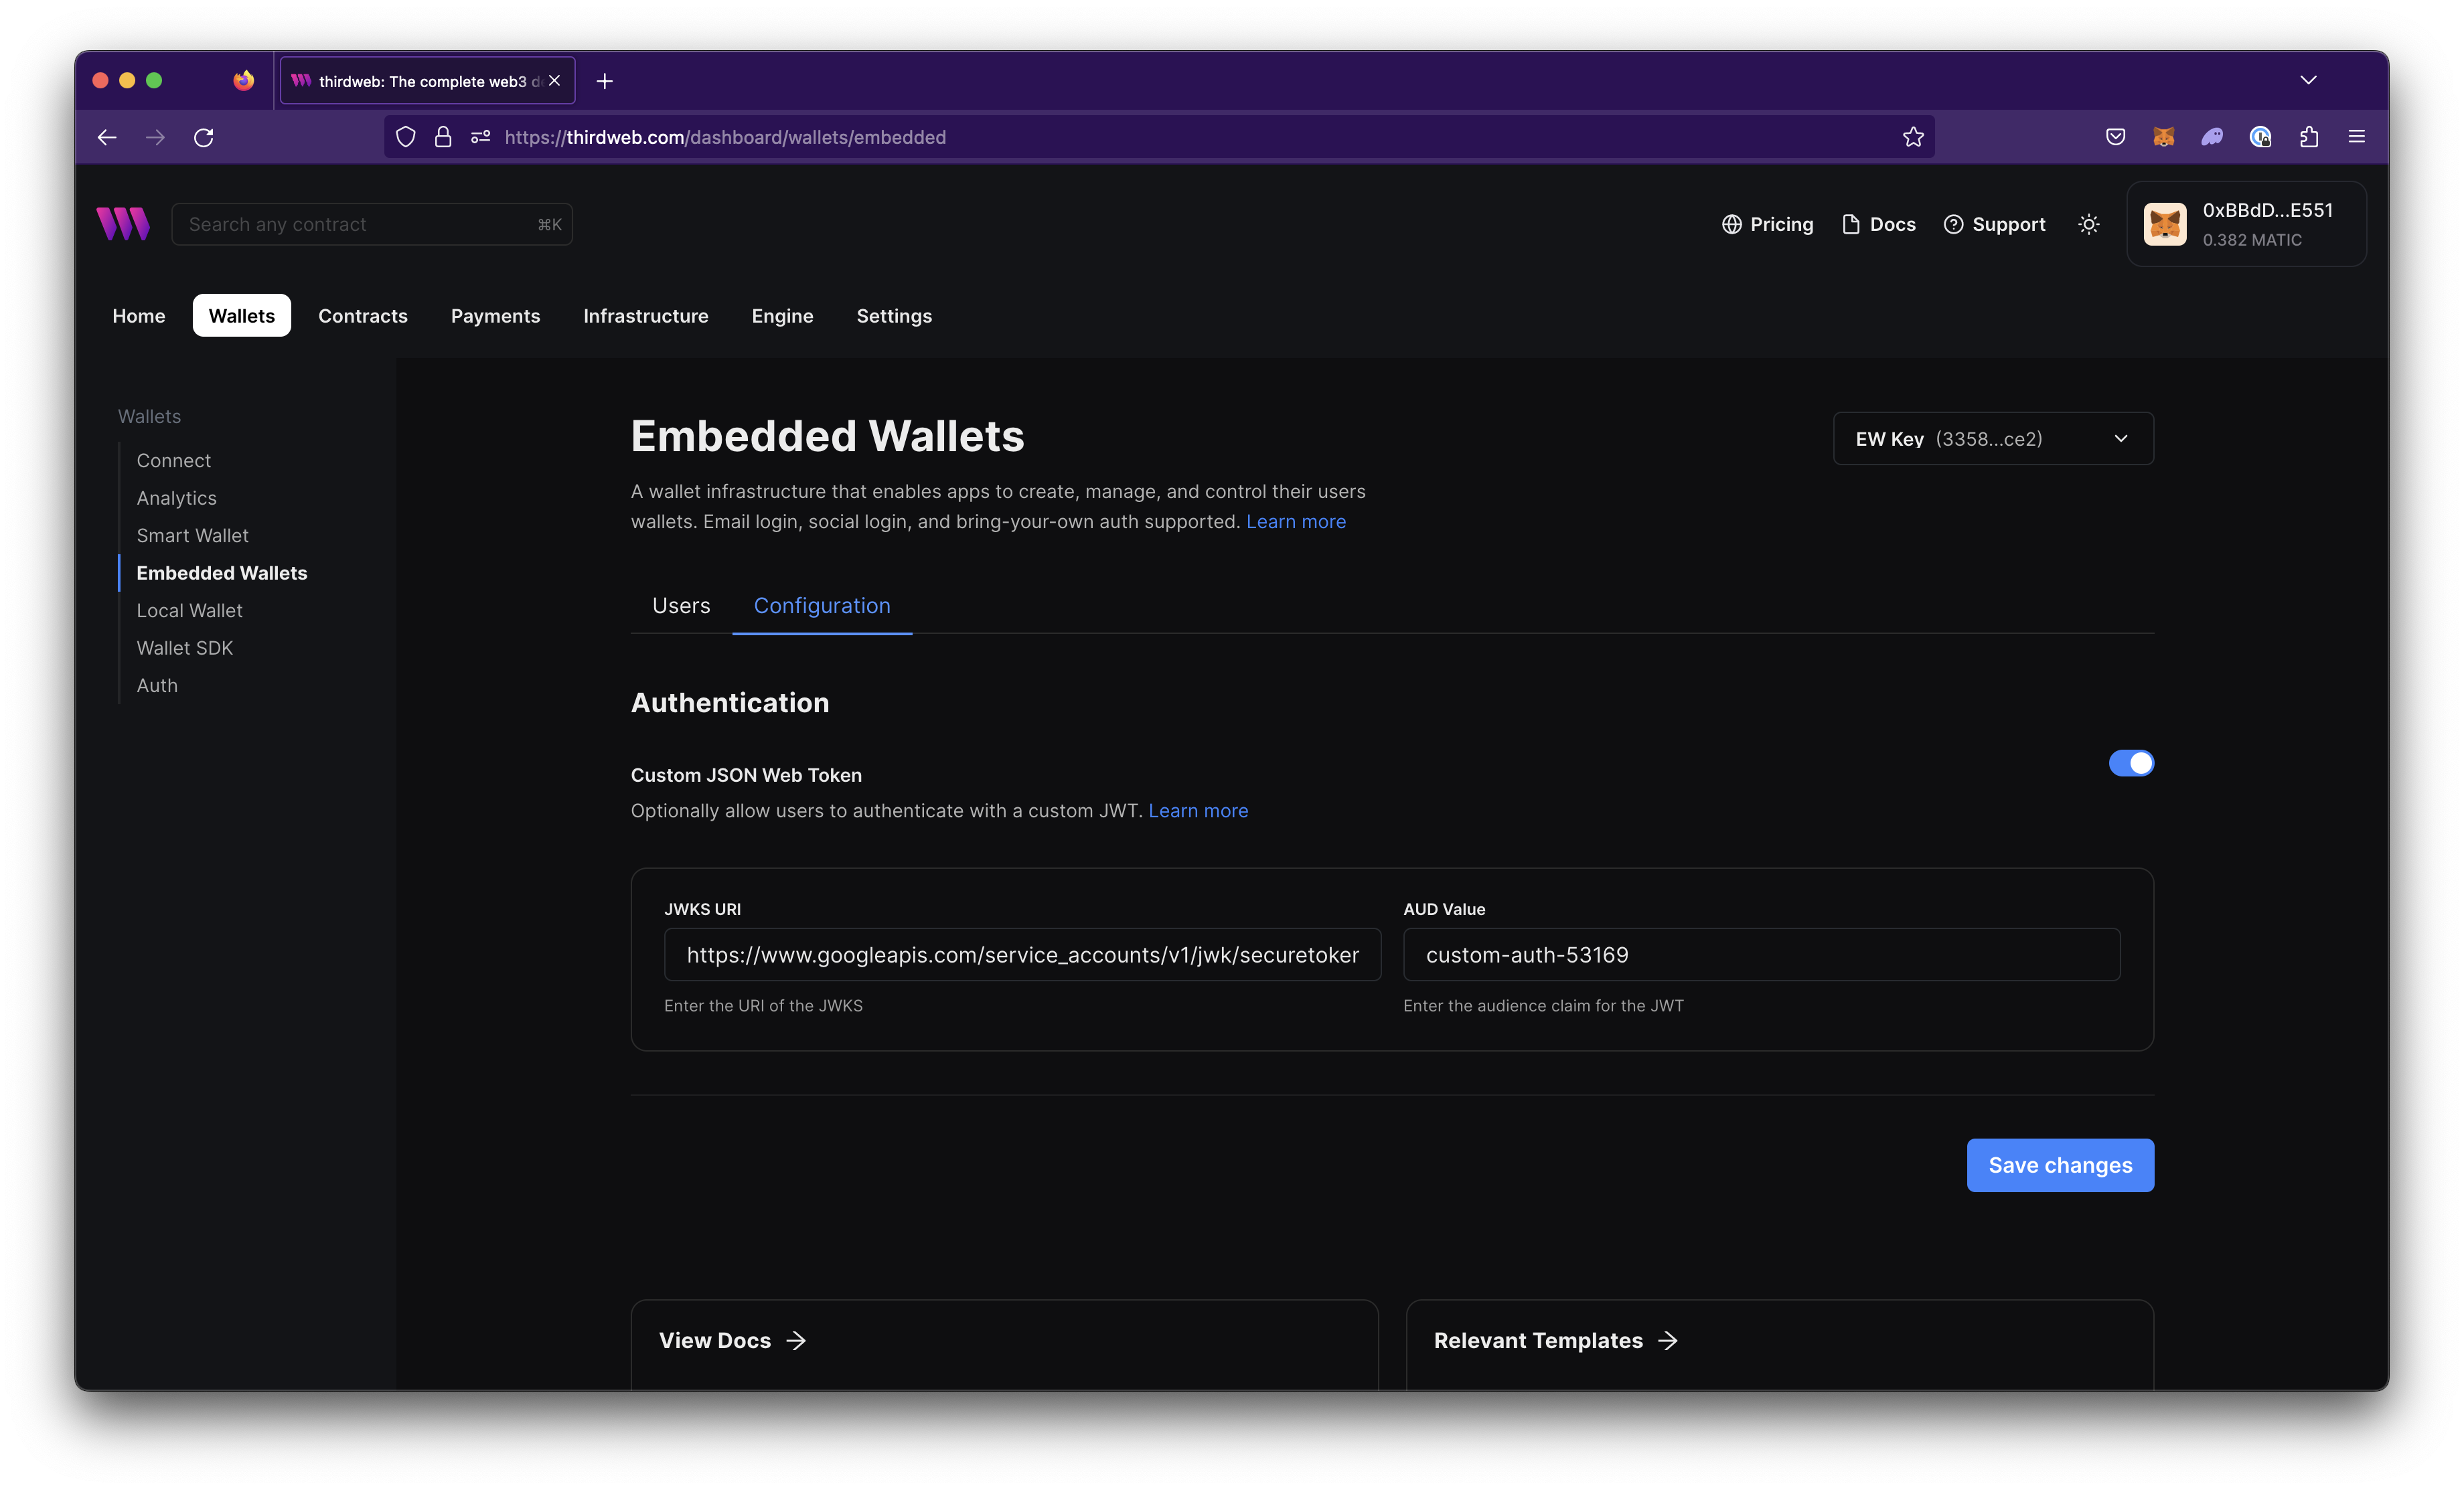 thirdweb: The complete web3 d
https://thirdweb.com/dashboard/wallets/embedded
Search any contract
⌘K
Pricing
Docs
Support
0xBBdD...E551
0.382 MATIC
Home
Wallets
Contracts
Payments
Infrastructure
Engine
Settings
Wallets
Connect
Analytics
Smart Wallet
Embedded Wallets
Local Wallet
Wallet SDK
Auth
Embedded Wallets
EW Key (3358...ce2)
A wallet infrastructure that enables apps to create, manage, and control their users
wallets. Email login, social login, and bring-your-own auth supported. Learn more
Users
Configuration
Authentication
Custom JSON Web Token
Optionally allow users to authenticate with a custom JWT. Learn more
JWKS URI
https://www.googleapis.com/service_accounts/v1/jwk/securetoker
Enter the URI of the JWKS
AUD Value
custom-auth-53169
Enter the audience claim for the JWT
Save changes
View Docs
Relevant Templates